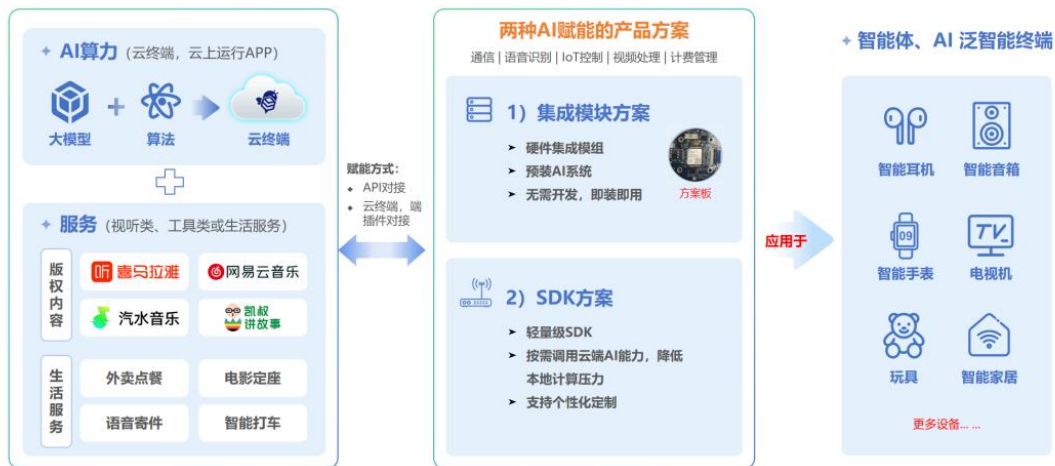 AI算力（云终端，云上运行APP）
大模型
算法
云终端
服务（视听类、工具类或生活服务）
版权内容
听 喜马拉雅
网易云音乐
汽水音乐
凯叔
讲故事
生活服务
外卖点餐
电影定座
语音寄件
智能打车
赋能方式：
API对接
云终端，端
插件对接
两种AI赋能的产品方案
通信 | 语音识别 | IoT控制 | 视频处理 | 计费管理
1）集成模块方案
硬件集成模组
预装AI系统
无需开发，即装即用
方案板
2）SDK方案
轻量级SDK
按需调用云端AI能力，降低
本地计算压力
支持个性化定制
应用于
智能体、AI 泛智能终端
智能耳机
智能音箱
09
智能手表
TV
电视机
玩具
智能家居
更多设备... ...